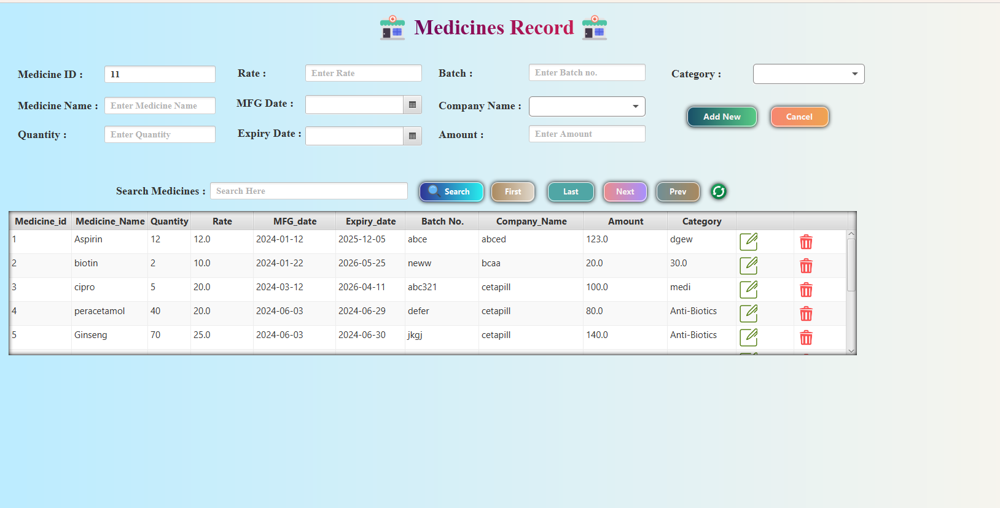 Medicines Record
Medicine ID : 11 Rate : Enter Rate Batch : Enter Batch no. Category :
Medicine Name : Enter Medicine Name MFG Date : Company Name : Add New Cancel
Quantity : Enter Quantity Expiry Date : Amount : Enter Amount
Search Medicines : Search Here Search First Last Next Prev
Medicine_id Medicine_Name Quantity Rate MFG_date Expiry_date Batch No. Company_Name Amount Category
1 Aspirin 12 12.0 2024-01-12 2025-12-05 abce abced 123.0 dgew
2 biotin 2 10.0 2024-01-22 2026-05-25 neww bcaa 20.0 30.0
3 cipro 5 20.0 2024-03-12 2026-04-11 abc321 cetapill 100.0 medi
4 peracetamol 40 20.0 2024-06-03 2024-06-29 defer cetapill 80.0 Anti-Biotics
5 Ginseng 70 25.0 2024-06-03 2024-06-30 jkgj cetapill 140.0 Anti-Biotics